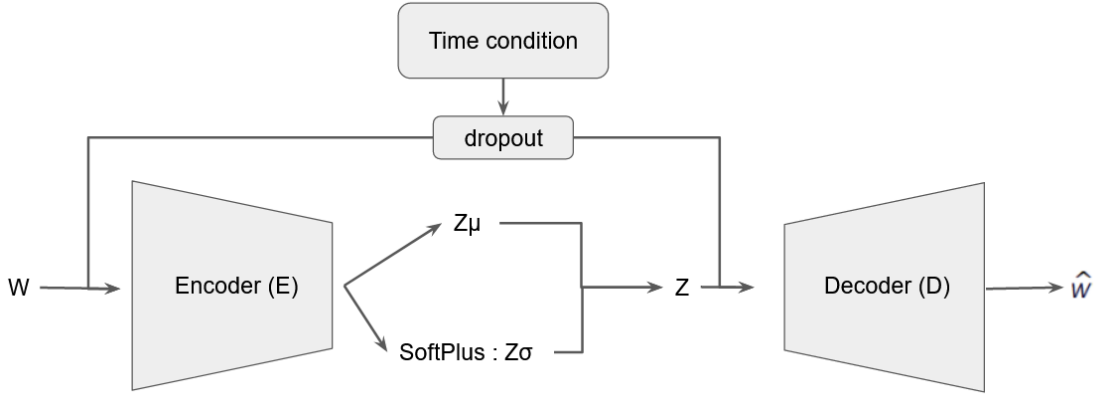 Time condition
dropout
Zμ
W
Encoder (E)
Z
Decoder (D)
ŵ
SoftPlus : Zσ